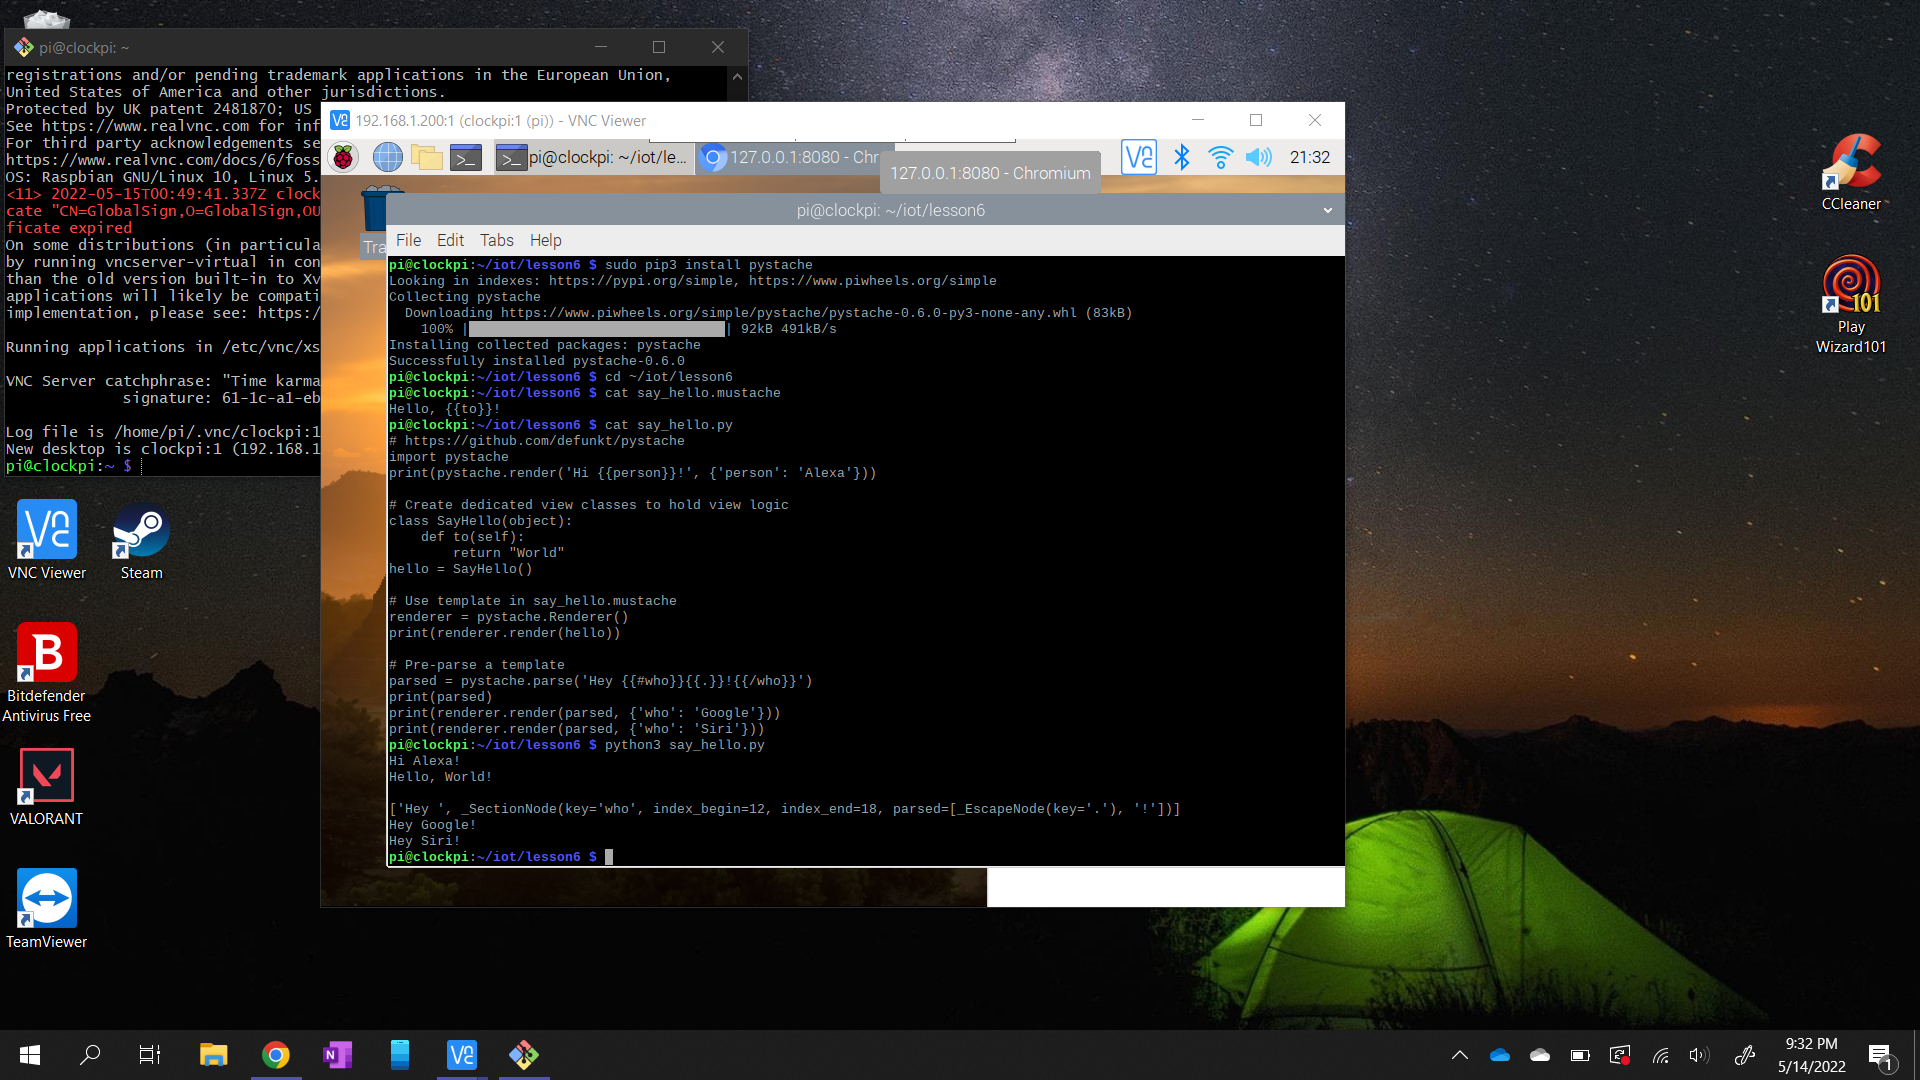 pi@clockpi: ~
registrations and/or pending trademark applications in the European Union,
United States of America and other jurisdictions.
Protected by UK patent 2481870; US
See https://www.realvnc.com for inf
For third party acknowledgements se
https://www.realvnc.com/docs/6/foss
OS: Raspbian GNU/Linux 10, Linux 5.
<11> 2022-05-15T00:49:41.337Z clock
cate "CN=GlobalSign,O=GlobalSign,OU
ficate expired
On some distributions (in particula
by running vncserver-virtual in con
than the old version built-in to Xv
applications will likely be compati
implementation, please see: https:/
Running applications in /etc/vnc/xs
VNC Server catchphrase: "Time karma
signature: 61-1c-a1-eb
Log file is /home/pi/.vnc/clockpi:1
New desktop is clockpi:1 (192.168.1
pi@clockpi:~ $
192.168.1.200:1 (clockpi:1 (pi)) - VNC Viewer
pi@clockpi: ~/iot/le...
127.0.0.1:8080 - Chr
21:32
127.0.0.1:8080 - Chromium
Tra
pi@clockpi: ~/iot/lesson6
File Edit Tabs Help
pi@clockpi:~/iot/lesson6 $ sudo pip3 install pystache
Looking in indexes: https://pypi.org/simple, https://www.piwheels.org/simple
Collecting pystache
Downloading https://www.piwheels.org/simple/pystache/pystache-0.6.0-py3-none-any.whl (83kB)
100% | | 92kB 491kB/s
Installing collected packages: pystache
Successfully installed pystache-0.6.0
pi@clockpi:~/iot/lesson6 $ cd ~/iot/lesson6
pi@clockpi:~/iot/lesson6 $ cat say_hello.mustache
Hello, {{to}}!
pi@clockpi:~/iot/lesson6 $ cat say_hello.py
# https://github.com/defunkt/pystache
import pystache
print(pystache.render('Hi {{person}}!', {'person': 'Alexa'}))
# Create dedicated view classes to hold view logic
class SayHello(object):
def to(self):
return "World"
hello = SayHello()
# Use template in say_hello.mustache
renderer = pystache.Renderer()
print(renderer.render(hello))
# Pre-parse a template
parsed = pystache.parse('Hey {{#who}}{{.}}!{{/who}}')
print(parsed)
print(renderer.render(parsed, {'who': 'Google'}))
print(renderer.render(parsed, {'who': 'Siri'}))
pi@clockpi:~/iot/lesson6 $ python3 say_hello.py
Hi Alexa!
Hello, World!
['Hey ', _SectionNode(key='who', index_begin=12, index_end=18, parsed=[_EscapeNode(key='.'), '!'])]
Hey Google!
Hey Siri!
pi@clockpi:~/iot/lesson6 $
CCleaner
101
Play
Wizard101
VNC Viewer
Steam
B
Bitdefender
Antivirus Free
VALORANT
TeamViewer
9:32 PM
5/14/2022
1